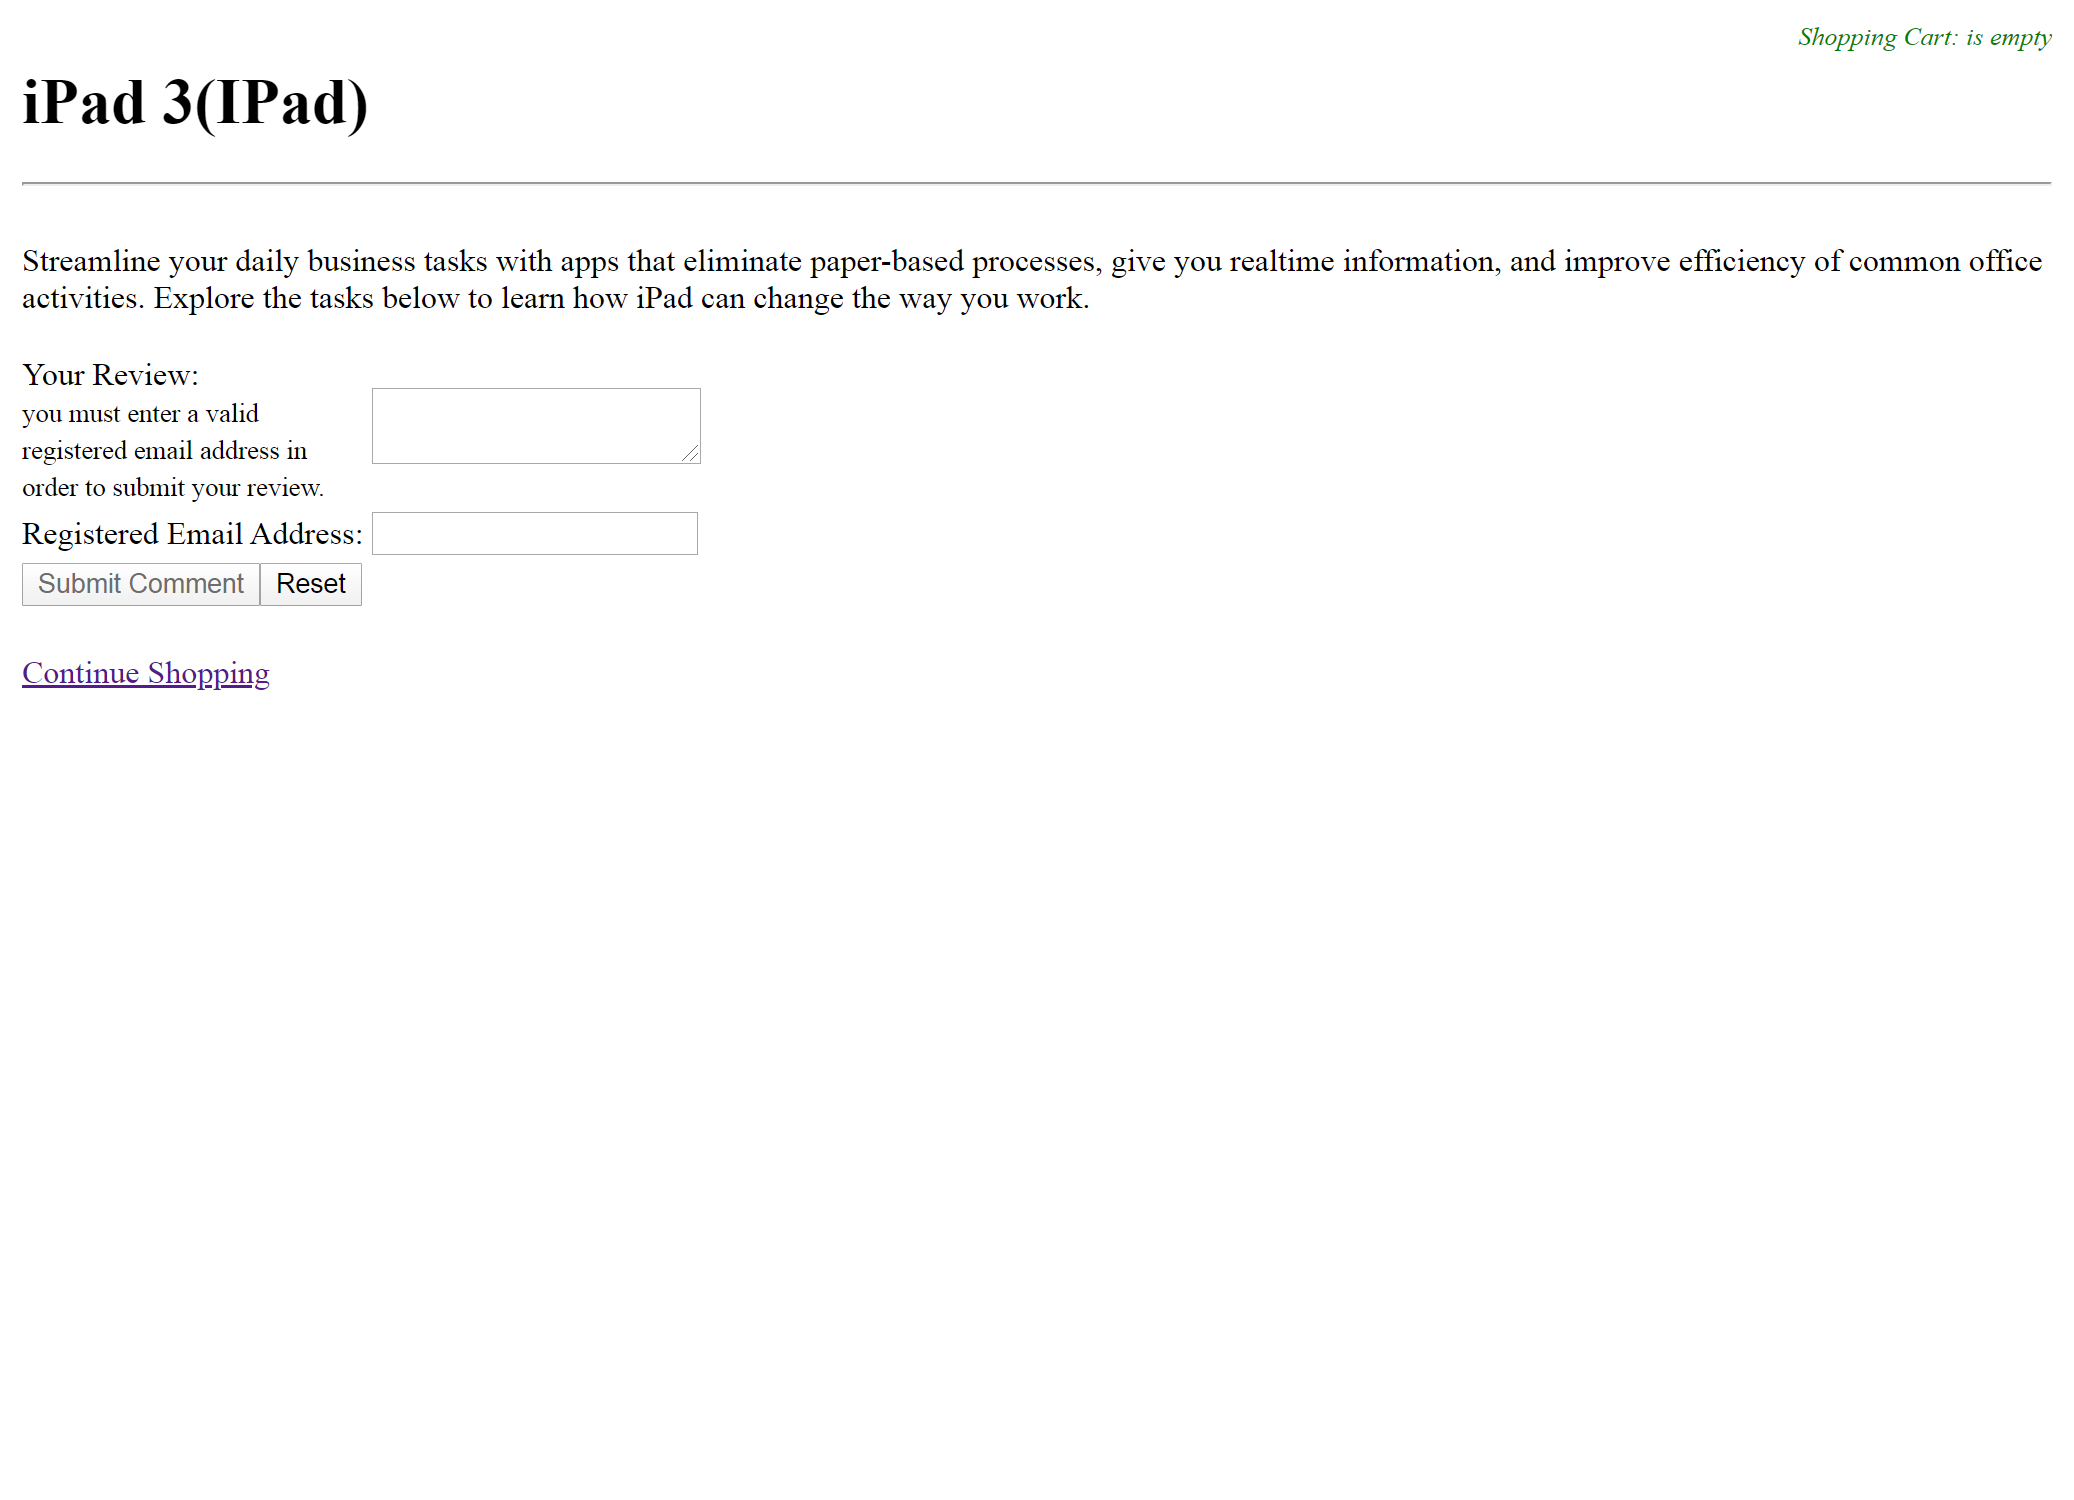 Shopping Cart: is empty
iPad 3(IPad)
Streamline your daily business tasks with apps that eliminate paper-based processes, give you realtime information, and improve efficiency of common office
activities. Explore the tasks below to learn how iPad can change the way you work.
Your Review:
you must enter a valid
registered email address in
order to submit your review.
Registered Email Address:
Submit Comment Reset
Continue Shopping